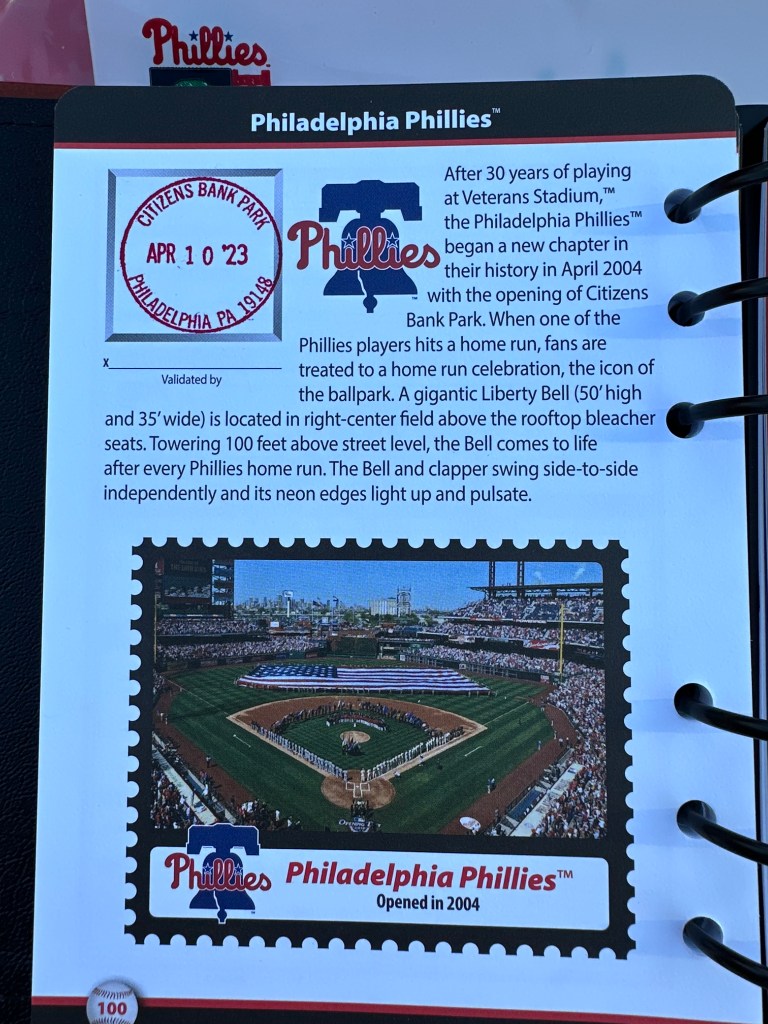 Phillies
Philadelphia Phillies™
CITIZENS BANK PARK
APR 10 '23
PHILADELPHIA PA 19148
Phillies
X
Validated by
After 30 years of playing
at Veterans Stadium,™
the Philadelphia Phillies™
began a new chapter in
their history in April 2004
with the opening of Citizens
Bank Park. When one of the
Phillies players hits a home run, fans are
treated to a home run celebration, the icon of
the ballpark. A gigantic Liberty Bell (50' high
and 35' wide) is located in right-center field above the rooftop bleacher
seats. Towering 100 feet above street level, the Bell comes to life
after every Phillies home run. The Bell and clapper swing side-to-side
independently and its neon edges light up and pulsate.
Phillies
Philadelphia Phillies™
Opened in 2004
100